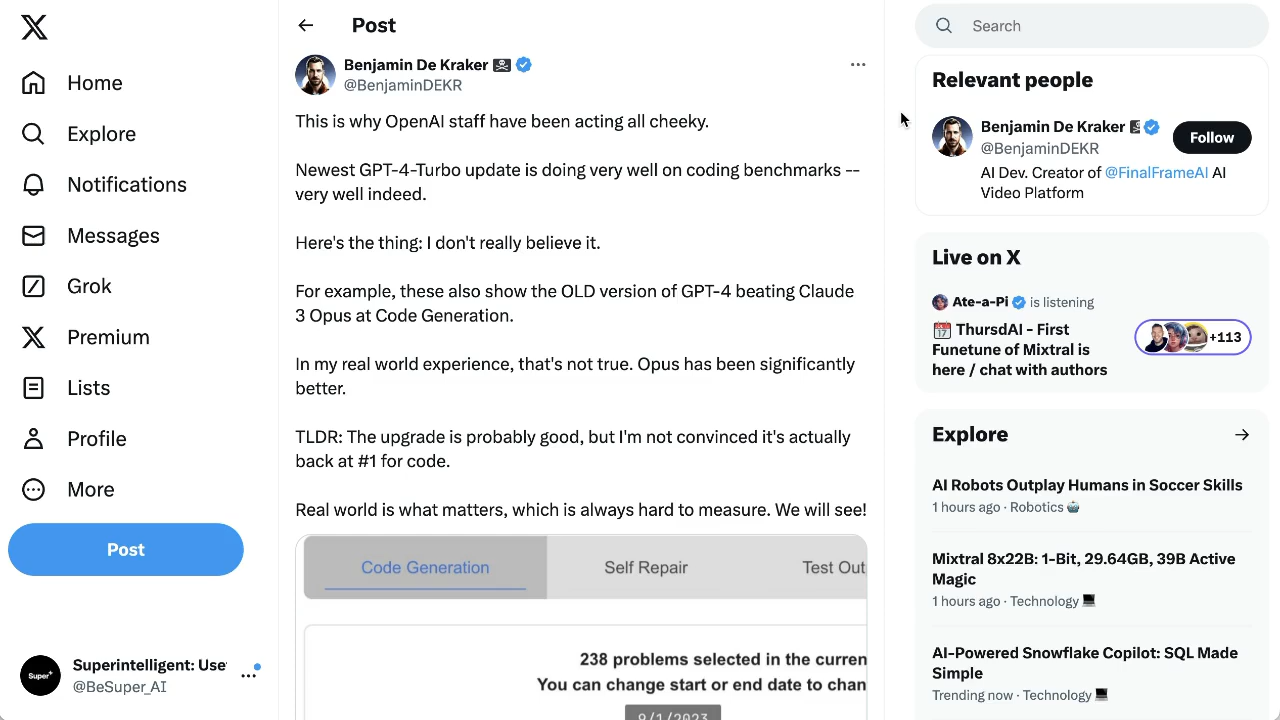 Home
Explore
Notifications
Messages
Grok
Premium
Lists
Profile
More
Post
Super+
Superintelligent: Use
@BeSuper_AI
Post
Benjamin De Kraker
@BenjaminDEKR
This is why OpenAI staff have been acting all cheeky.
Newest GPT-4-Turbo update is doing very well on coding benchmarks --
very well indeed.
Here's the thing: I don't really believe it.
For example, these also show the OLD version of GPT-4 beating Claude
3 Opus at Code Generation.
In my real world experience, that's not true. Opus has been significantly
better.
TLDR: The upgrade is probably good, but I'm not convinced it's actually
back at #1 for code.
Real world is what matters, which is always hard to measure. We will see!
Code Generation Self Repair Test Out
238 problems selected in the curren
You can change start or end date to chan
9/1/2023
Search
Relevant people
Benjamin De Kraker
@BenjaminDEKR
Follow
AI Dev. Creator of @FinalFrameAI AI
Video Platform
Live on X
Ate-a-Pi is listening
17 ThursdAI - First
Funetune of Mixtral is
here / chat with authors
+113
Explore
AI Robots Outplay Humans in Soccer Skills
1 hours ago · Robotics
Mixtral 8x22B: 1-Bit, 29.64GB, 39B Active
Magic
1 hours ago · Technology
AI-Powered Snowflake Copilot: SQL Made
Simple
Trending now · Technology